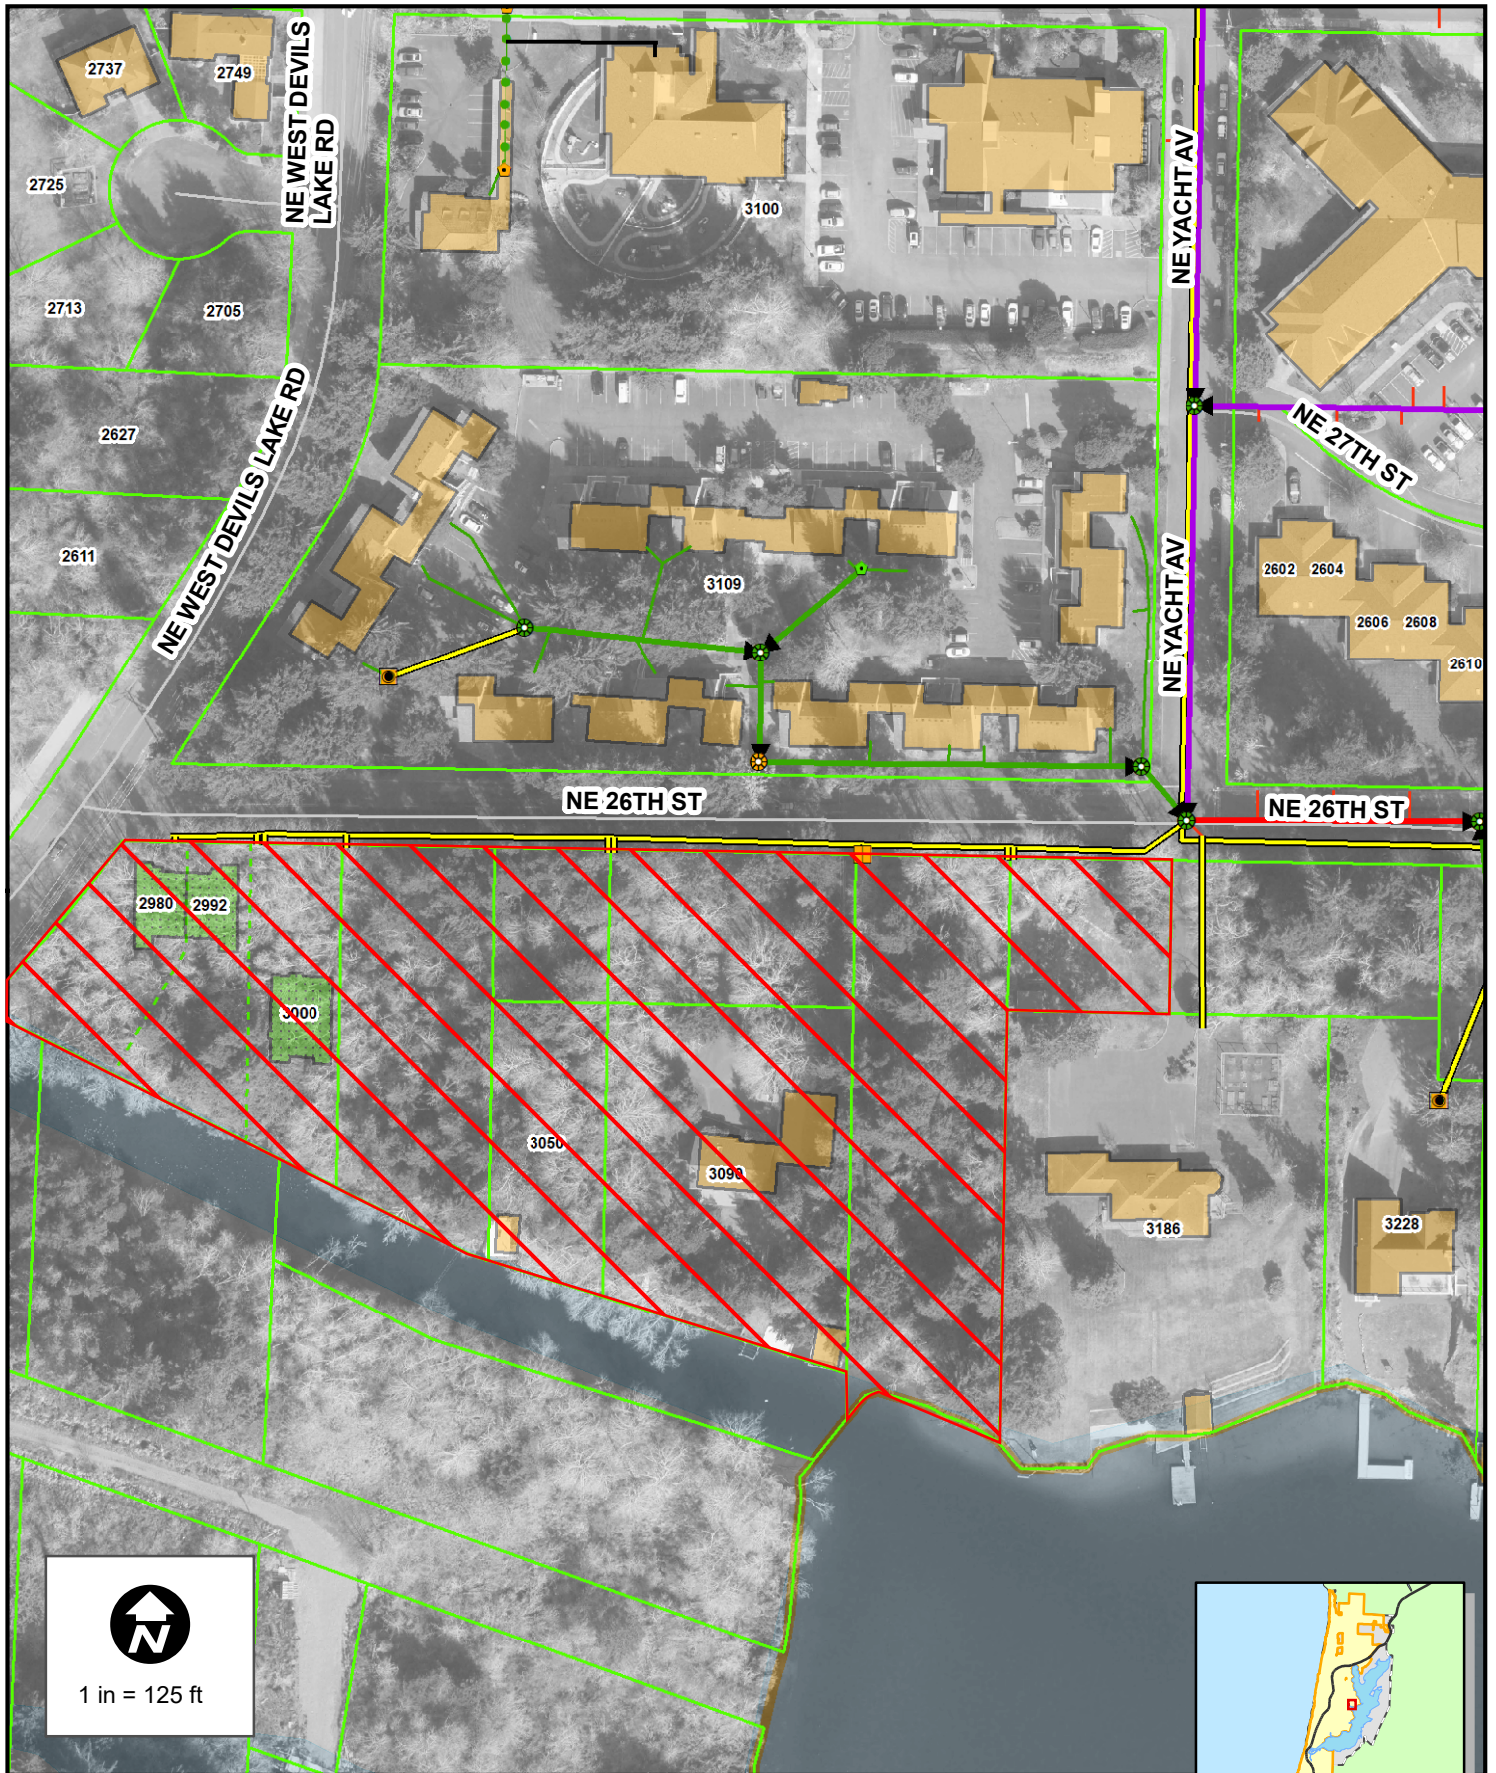 2737
2749
NE WEST DEVILS
LAKE RD
2725
3100
NE YACHT AV
2713
2705
NE WEST DEVILS LAKE RD
2627
NE 27TH ST
2611
3109
NE YACHT AV
2602 2604
2606 2608
2610
NE 26TH ST
NE 26TH ST
2980 2992
3000
3050
3090
3186
3228
N
1 in = 125 ft